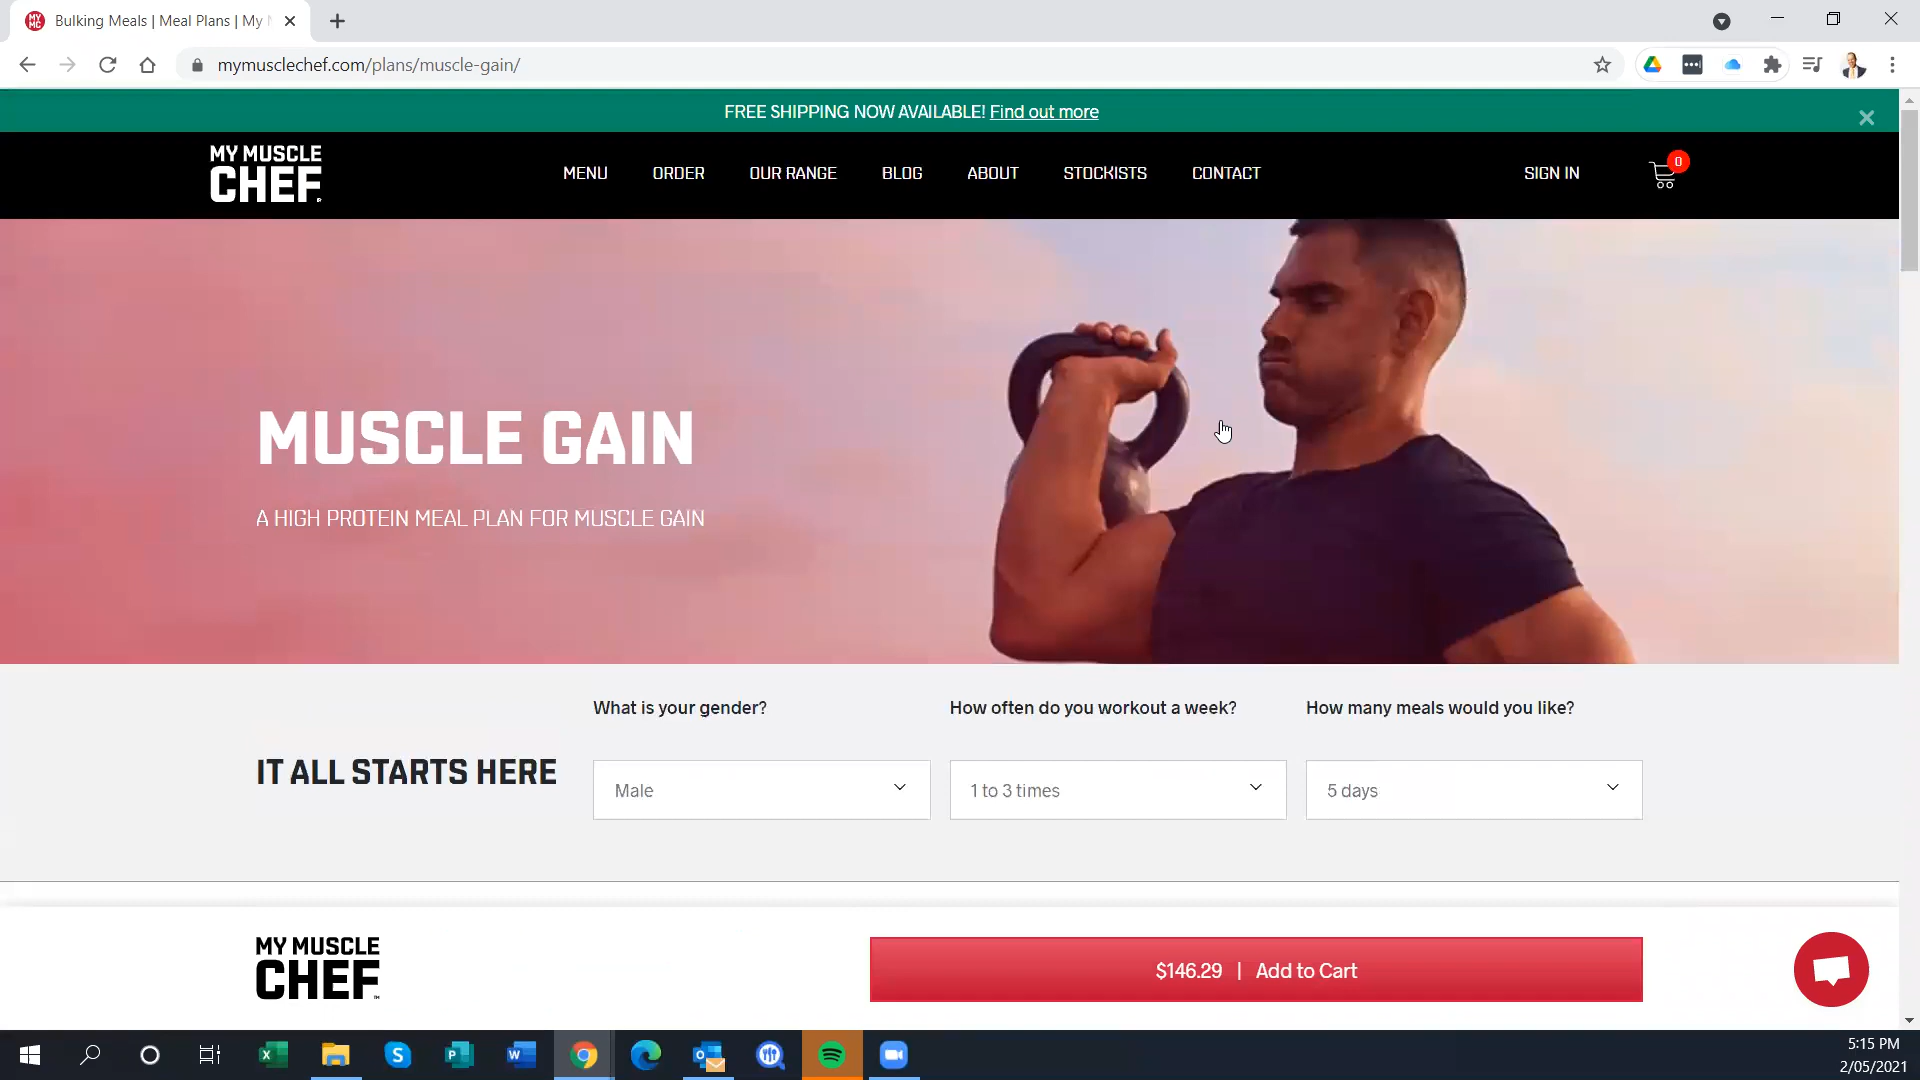 Bulking Meals | Meal Plans | My
mymusclechef.com/plans/muscle-gain/
FREE SHIPPING NOW AVAILABLE! Find out more
MY MUSCLE
CHEF
MENU ORDER OUR RANGE BLOG ABOUT STOCKISTS CONTACT SIGN IN 0
MUSCLE GAIN
A HIGH PROTEIN MEAL PLAN FOR MUSCLE GAIN
What is your gender? How often do you workout a week? How many meals would you like?
IT ALL STARTS HERE
Male 1 to 3 times 5 days
MY MUSCLE
CHEF
$146.29 | Add to Cart
5:15 PM
2/05/2021